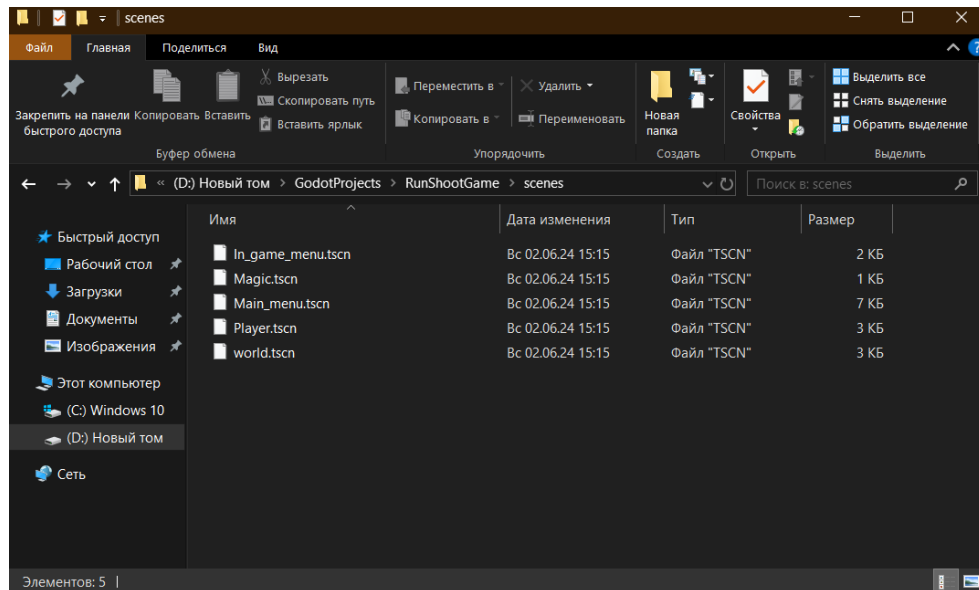 scenes
Файл Главная Поделиться Вид
Закрепить на панели быстрого доступа
Копировать
Вставить
Вырезать
Скопировать путь
Вставить ярлык
Буфер обмена
Переместить в
Копировать в
Удалить
Переименовать
Упорядочить
Новая папка
Создать
Свойства
Открыть
Выделить все
Снять выделение
Обратить выделение
Выделить
« (D:) Новый том > GodotProjects > RunShootGame > scenes
Поиск в: scenes
Быстрый доступ
Рабочий стол
Загрузки
Документы
Изображения
Этот компьютер
(C:) Windows 10
(D:) Новый том
Сеть
Имя Дата изменения Тип Размер
In_game_menu.tscn Вс 02.06.24 15:15 Файл "TSCN" 2 КБ
Magic.tscn Вс 02.06.24 15:15 Файл "TSCN" 1 КБ
Main_menu.tscn Вс 02.06.24 15:15 Файл "TSCN" 7 КБ
Player.tscn Вс 02.06.24 15:15 Файл "TSCN" 3 КБ
world.tscn Вс 02.06.24 15:15 Файл "TSCN" 3 КБ
Элементов: 5